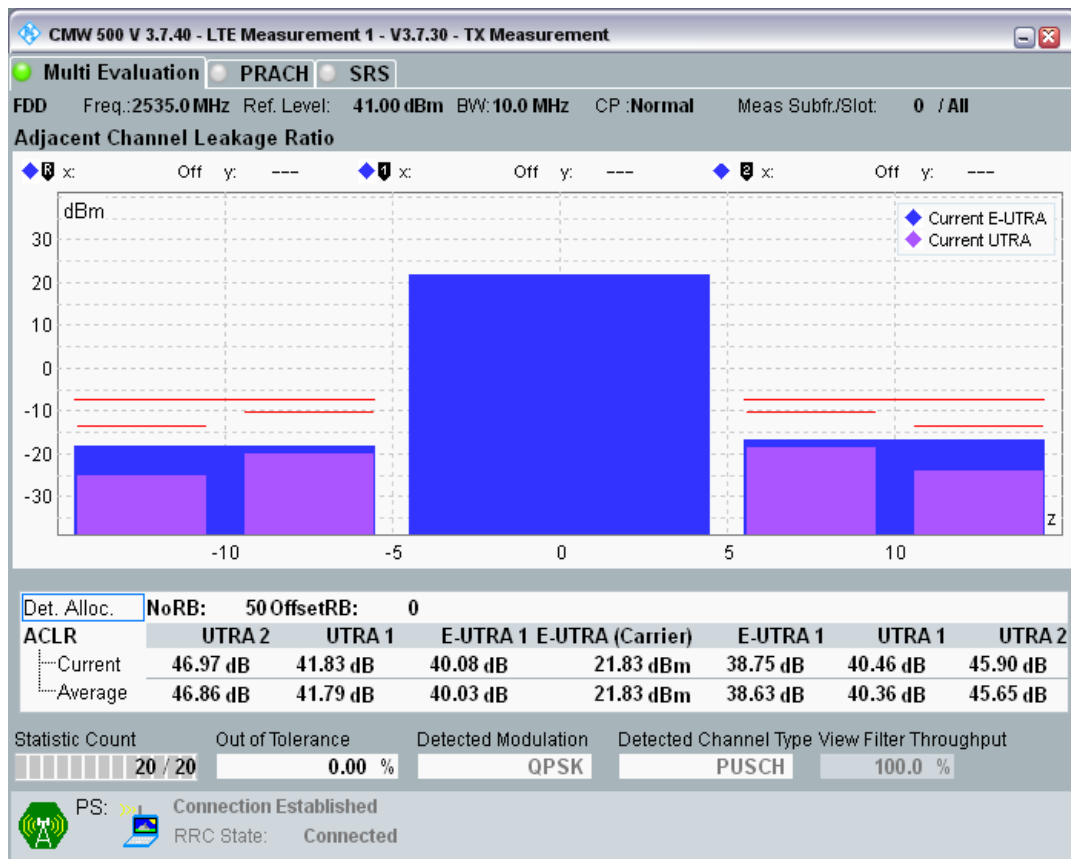 CMW 500 V 3.7.40 - LTE Measurement 1 - V3.7.30 - TX Measurement
Multi Evaluation PRACH SRS
FDD Freq.:2535.0 MHz Ref. Level: 41.00 dBm BW:10.0 MHz CP :Normal Meas Subfr./Slot: 0 / All
Adjacent Channel Leakage Ratio
R x: Off y: --- 1 x: Off y: --- 2 x: Off y: ---
dBm
Current E-UTRA
Current UTRA
30
20
10
0
-10
-20
-30
z
-10 -5 0 5 10
Det. Alloc. NoRB: 50 OffsetRB: 0
ACLR UTRA 2 UTRA 1 E-UTRA 1 E-UTRA (Carrier) E-UTRA 1 UTRA 1 UTRA 2
Current 46.97 dB 41.83 dB 40.08 dB 21.83 dBm 38.75 dB 40.46 dB 45.90 dB
Average 46.86 dB 41.79 dB 40.03 dB 21.83 dBm 38.63 dB 40.36 dB 45.65 dB
Statistic Count Out of Tolerance Detected Modulation Detected Channel Type View Filter Throughput
20 / 20 0.00 % QPSK PUSCH 100.0 %
PS: Connection Established
RRC State: Connected